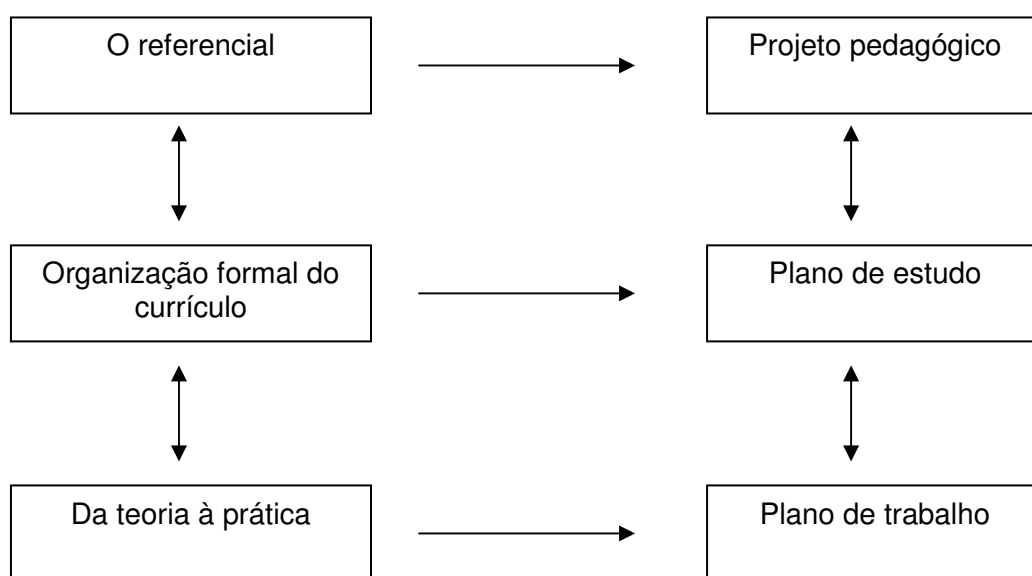 O referencial
Projeto pedagógico
Organização formal do
currículo
Plano de estudo
Da teoria à prática
Plano de trabalho